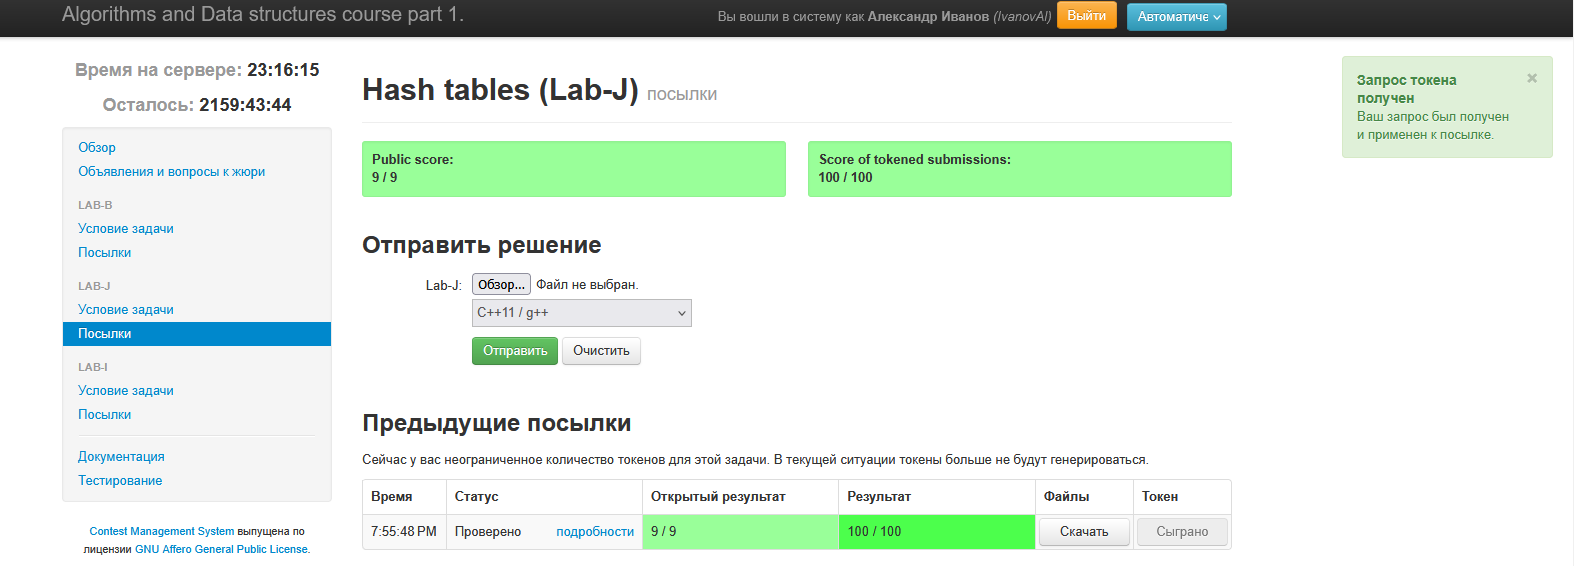 Algorithms and Data structures course part 1.
Вы вошли в систему как Александр Иванов (IvanovAI) Выйти Автоматиче
Время на сервере: 23:16:15
Осталось: 2159:43:44
Обзор
Объявления и вопросы к жюри
LAB-B
Условие задачи
Посылки
LAB-J
Условие задачи
Посылки
LAB-I
Условие задачи
Посылки
Документация
Тестирование
Contest Management System выпущена по
лицензии GNU Affero General Public License.
Hash tables (Lab-J) посылки
Public score:
9 / 9
Score of tokened submissions:
100 / 100
Отправить решение
Lab-J: Обзор... Файл не выбран.
C++11 / g++
Отправить Очистить
Предыдущие посылки
Сейчас у вас неограниченное количество токенов для этой задачи. В текущей ситуации токены больше не будут генерироваться.
Время Статус Открытый результат Результат Файлы Токен
7:55:48 PM Проверено подробности 9 / 9 100 / 100 Скачать Сыграно
Запрос токена ×
получен
Ваш запрос был получен
и применен к посылке.